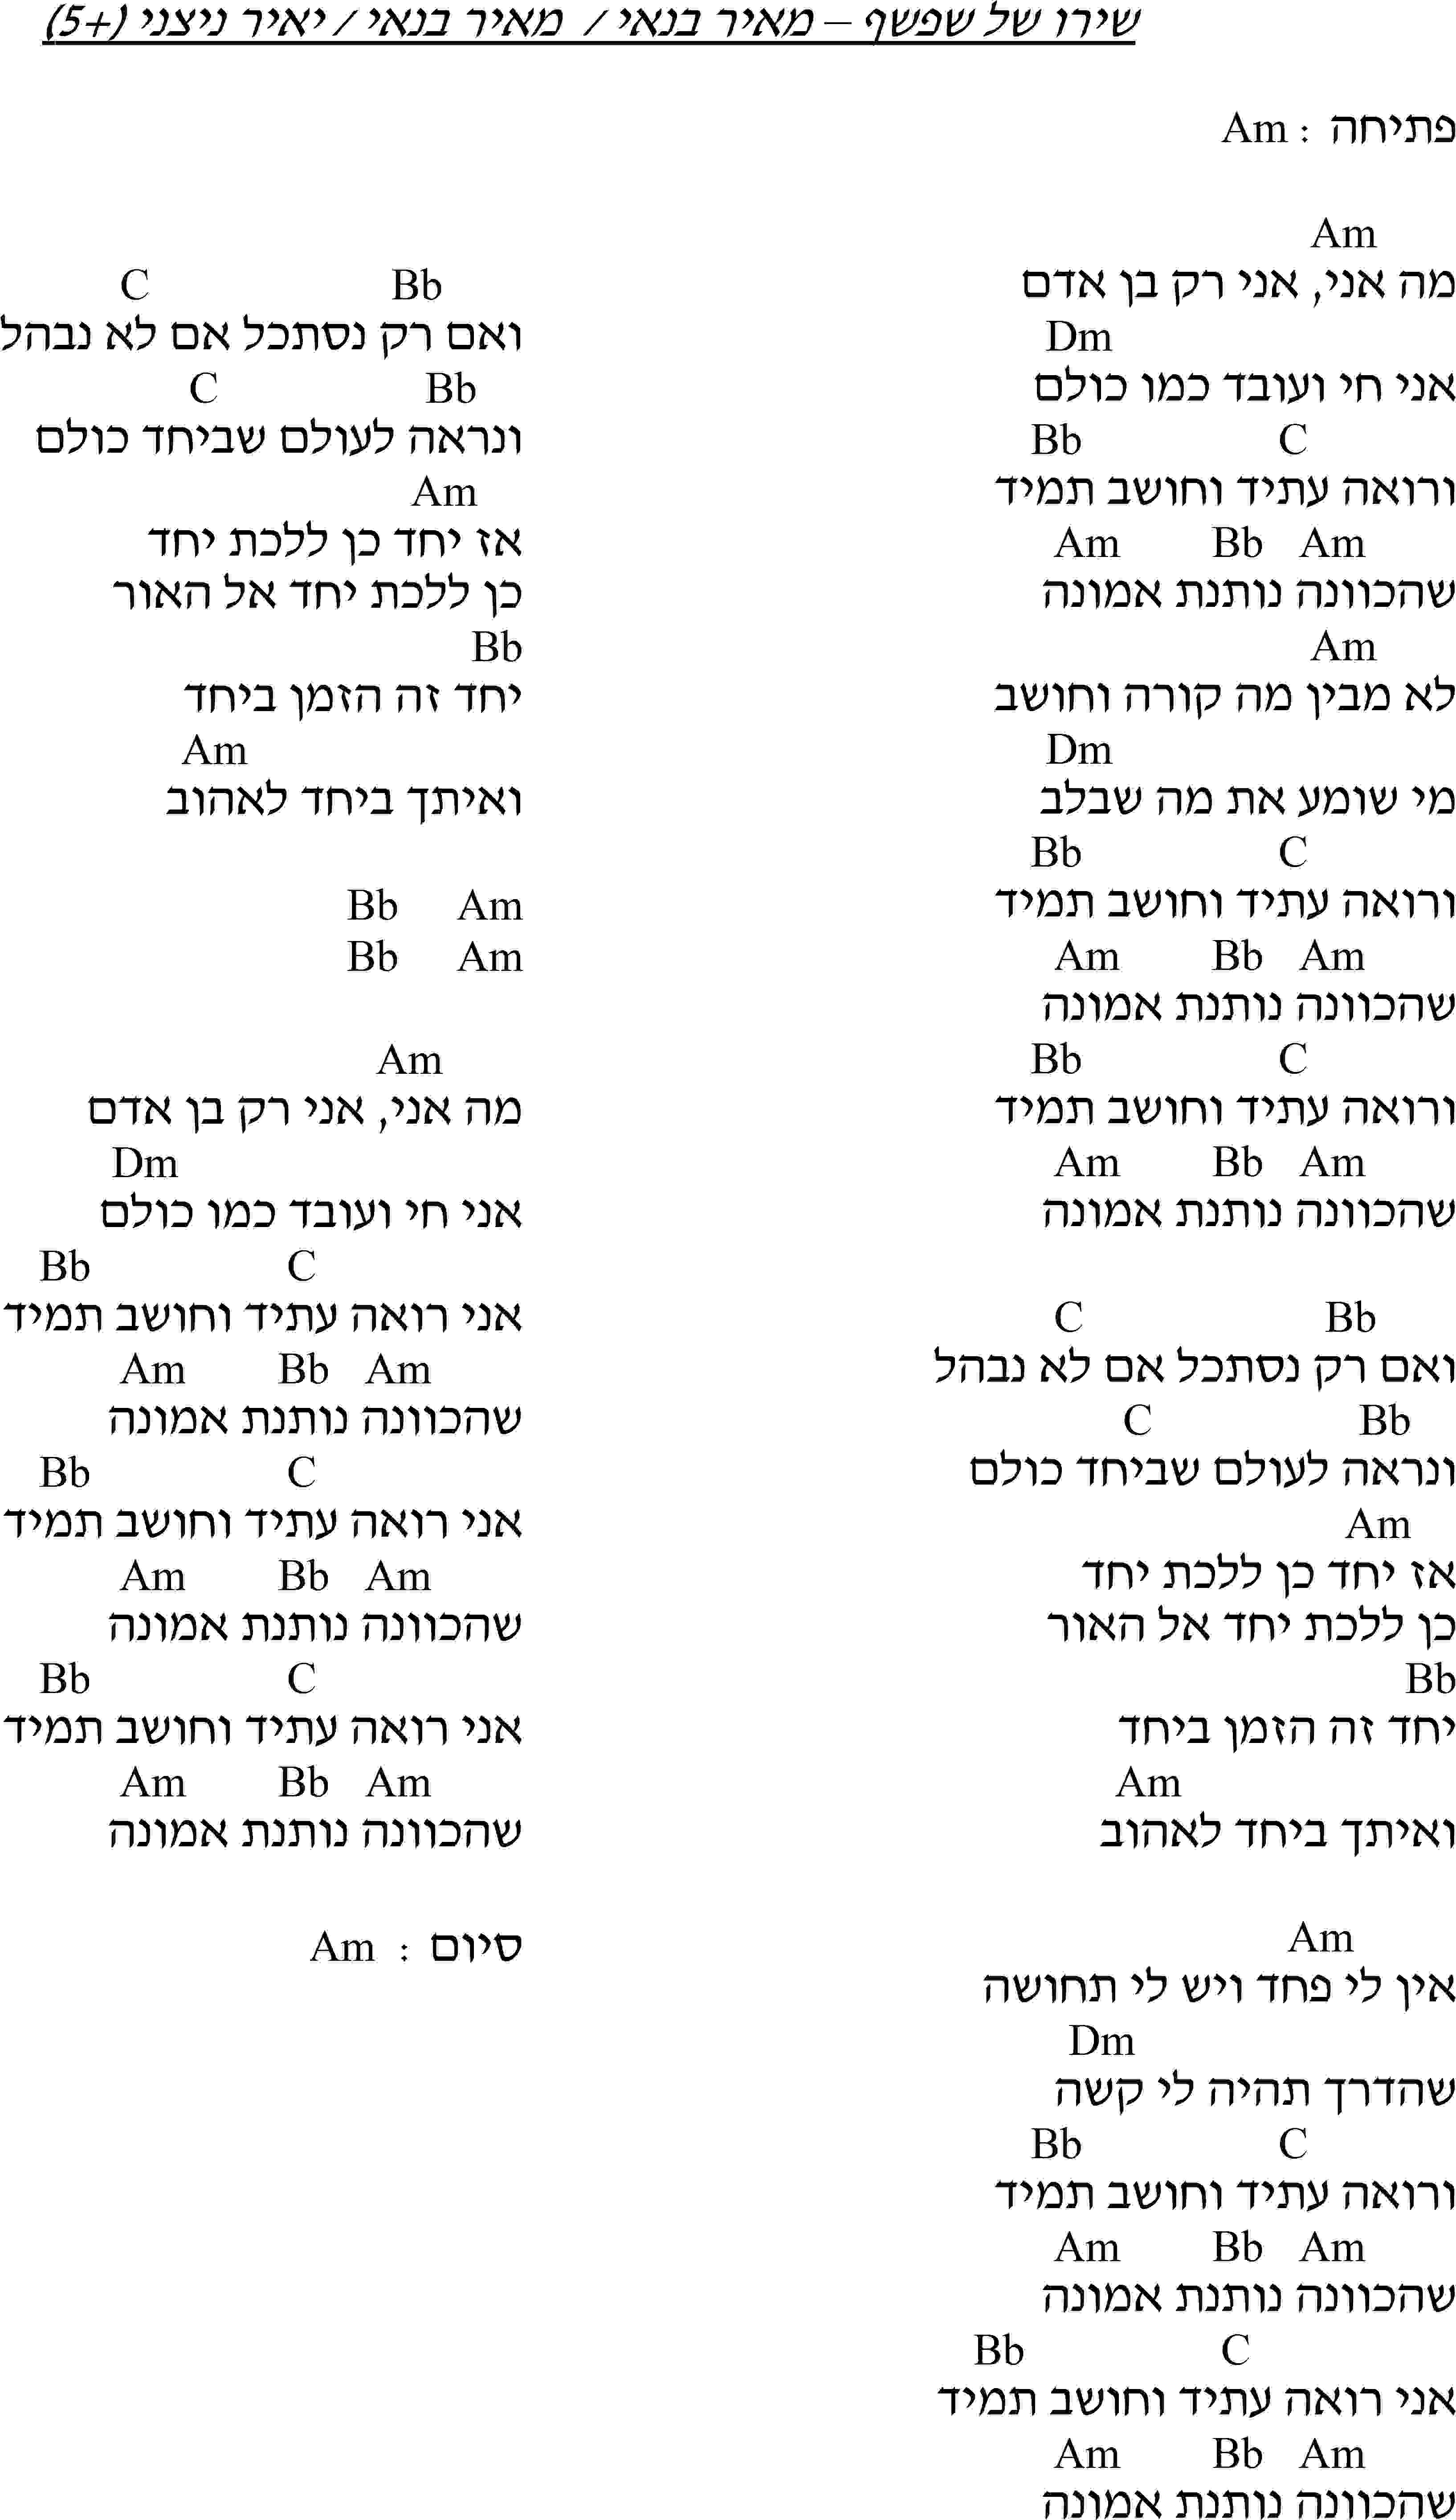 שירו של שפשף – מאיר בנאי / מאיר בנאי / יאיר ניצני (+5)
פתיחה : Am
Am
מה אני, אני רק בן אדם
Dm
אני חי ועובד כמו כולם
C Bb
ורואה עתיד וחושב תמיד
Am Bb Am
שהכוונה נותנת אמונה
Am
לא מבין מה קורה וחושב
Dm
מי שומע את מה שבלב
C Bb
ורואה עתיד וחושב תמיד
Am Bb Am
שהכוונה נותנת אמונה
C Bb
ורואה עתיד וחושב תמיד
Am Bb Am
שהכוונה נותנת אמונה
Bb C
ואם רק נסתכל אם לא נבהל
Bb C
ונראה לעולם שביחד כולם
Am
אז יחד כן ללכת יחד
כן ללכת יחד אל האור
Bb
יחד זה הזמן ביחד
Am
ואיתך ביחד לאהוב
Am
אין לי פחד ויש לי תחושה
Dm
שהדרך תהיה לי קשה
C Bb
ורואה עתיד וחושב תמיד
Am Bb Am
שהכוונה נותנת אמונה
C Bb
אני רואה עתיד וחושב תמיד
Am Bb Am
שהכוונה נותנת אמונה
Bb C
ואם רק נסתכל אם לא נבהל
Bb C
ונראה לעולם שביחד כולם
Am
אז יחד כן ללכת יחד
כן ללכת יחד אל האור
Bb
יחד זה הזמן ביחד
Am
ואיתך ביחד לאהוב
Am Bb
Am Bb
Am
מה אני, אני רק בן אדם
Dm
אני חי ועובד כמו כולם
C Bb
אני רואה עתיד וחושב תמיד
Am Bb Am
שהכוונה נותנת אמונה
C Bb
אני רואה עתיד וחושב תמיד
Am Bb Am
שהכוונה נותנת אמונה
C Bb
אני רואה עתיד וחושב תמיד
Am Bb Am
שהכוונה נותנת אמונה
סיום : Am